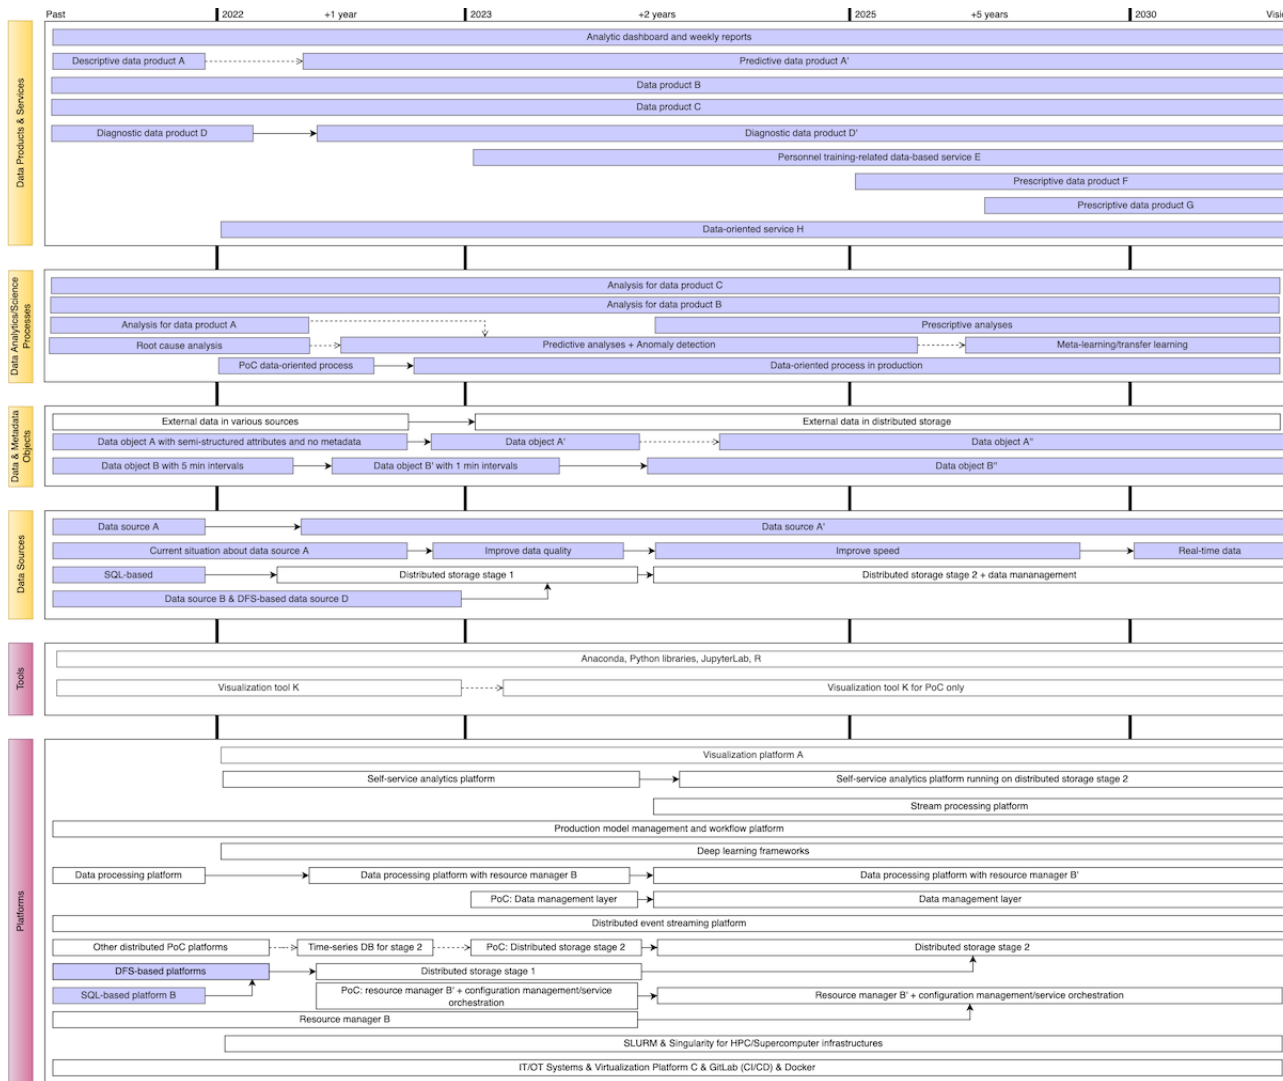 Past
2022
+1 year
2023
+2 years
2025
+5 years
2030
Visi
Data Products & Services
Analytic dashboard and weekly reports
Descriptive data product A
Predictive data product A'
Data product B
Data product C
Diagnostic data product D
Diagnostic data product D'
Personnel training-related data-based service E
Prescriptive data product F
Prescriptive data product G
Data-oriented service H
Data Analytics/Science
Processes
Analysis for data product C
Analysis for data product B
Analysis for data product A
Prescriptive analyses
Root cause analysis
Predictive analyses + Anomaly detection
Meta-learning/transfer learning
PoC data-oriented process
Data-oriented process in production
Data & Metadata
Objects
External data in various sources
External data in distributed storage
Data object A with semi-structured attributes and no metadata
Data object A'
Data object A''
Data object B with 5 min intervals
Data object B' with 1 min intervals
Data object B''
Data Sources
Data source A
Data source A'
Current situation about data source A
Improve data quality
Improve speed
Real-time data
SQL-based
Distributed storage stage 1
Distributed storage stage 2 + data mananagement
Data source B & DFS-based data source D
Tools
Anaconda, Python libraries, JupyterLab, R
Visualization tool K
Visualization tool K for PoC only
Platforms
Visualization platform A
Self-service analytics platform
Self-service analytics platform running on distributed storage stage 2
Stream processing platform
Production model management and workflow platform
Deep learning frameworks
Data processing platform
Data processing platform with resource manager B
Data processing platform with resource manager B'
PoC: Data management layer
Data management layer
Distributed event streaming platform
Other distributed PoC platforms
Time-series DB for stage 2
PoC: Distributed storage stage 2
Distributed storage stage 2
DFS-based platforms
Distributed storage stage 1
SQL-based platform B
PoC: resource manager B' + configuration management/service
orchestration
Resource manager B' + configuration management/service orchestration
Resource manager B
SLURM & Singularity for HPC/Supercomputer infrastructures
IT/OT Systems & Virtualization Platform C & GitLab (CI/CD) & Docker